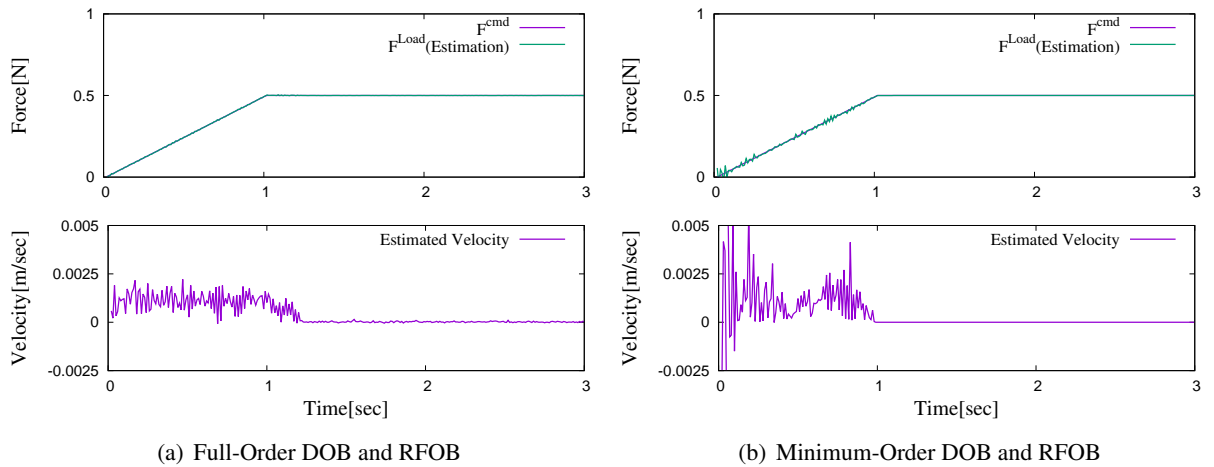 1
F^cmd
F^Load(Estimation)
Force[N]
0.5
0
0 1 2 3
0.005
Estimated Velocity
0.0025
Velocity[m/sec]
0
-0.0025
0 1 2 3
Time[sec]
(a) Full-Order DOB and RFOB
1
F^cmd
F^Load(Estimation)
Force[N]
0.5
0
0 1 2 3
0.005
Estimated Velocity
0.0025
Velocity[m/sec]
0
-0.0025
0 1 2 3
Time[sec]
(b) Minimum-Order DOB and RFOB